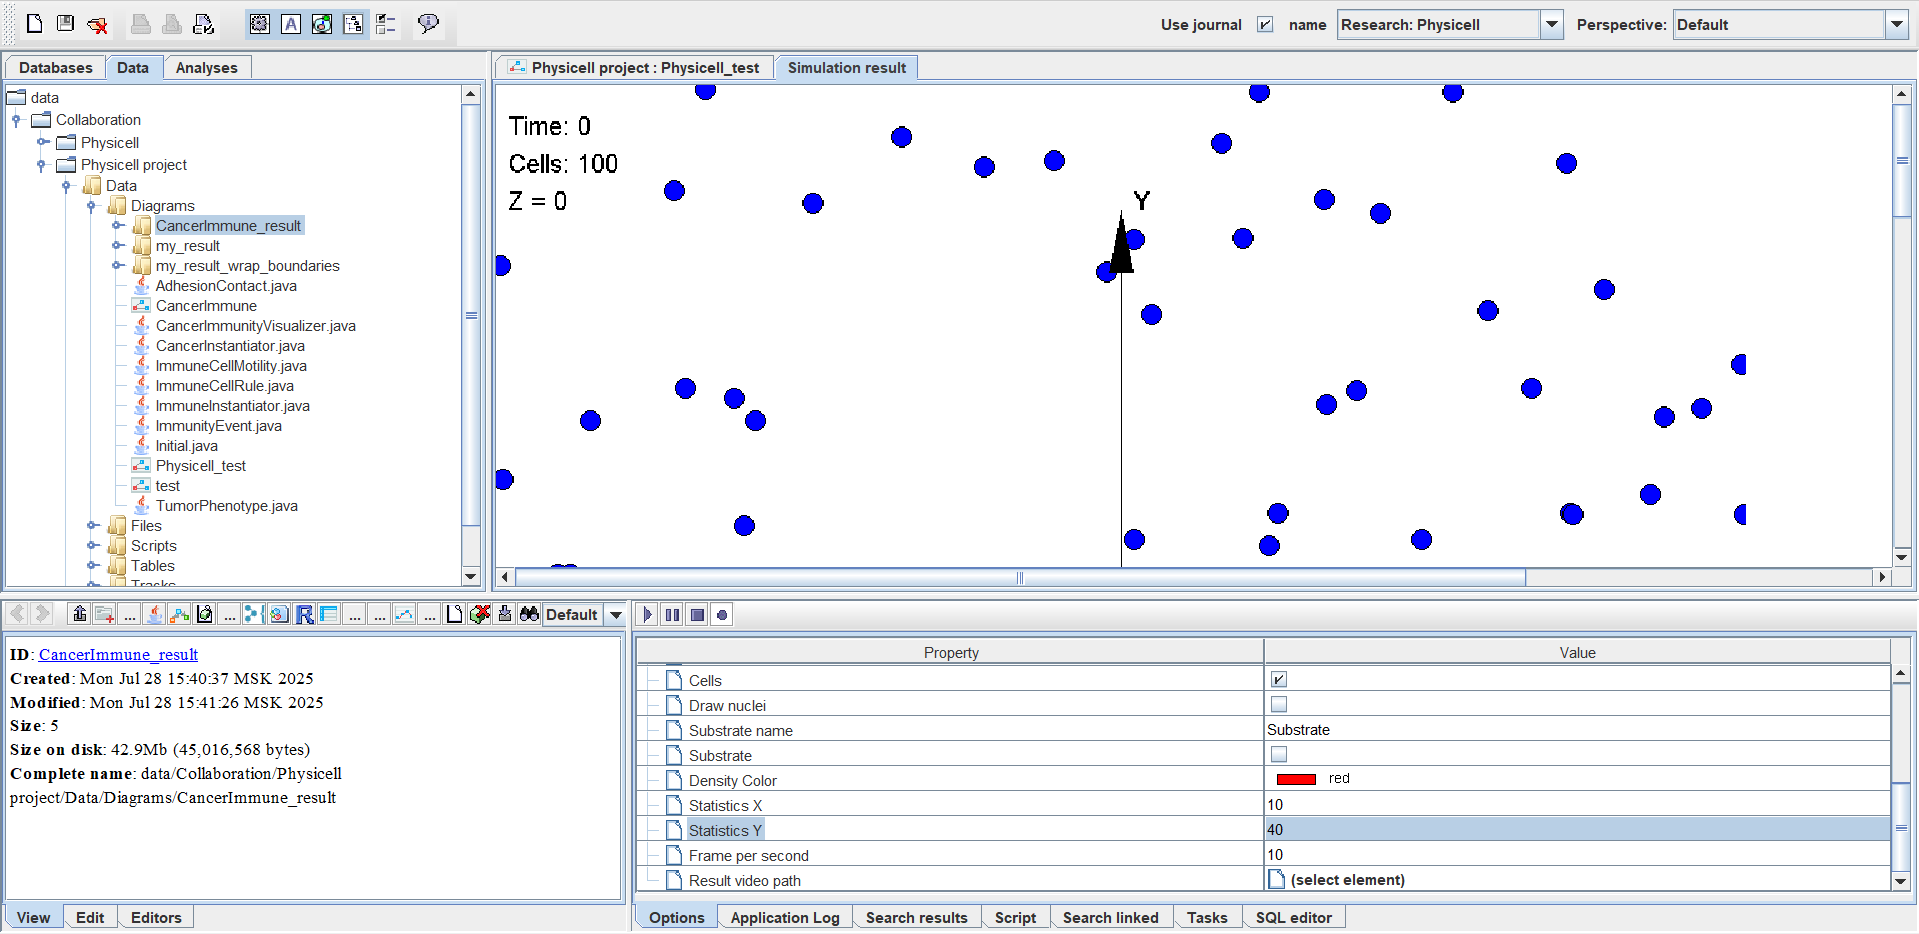 Use journal name Research: Physicell Perspective: Default
Databases Data Analyses
data
Collaboration
Physicell
Physicell project
Data
Diagrams
CancerImmune_result
my_result
my_result_wrap_boundaries
AdhesionContact.java
CancerImmune
CancerImmunityVisualizer.java
CancerInstantiator.java
ImmuneCellMotility.java
ImmuneCellRule.java
ImmuneInstantiator.java
ImmunityEvent.java
Initial.java
Physicell_test
test
TumorPhenotype.java
Files
Scripts
Tables
Tracks
Physicell project : Physicell_test Simulation result
Time: 0
Cells: 100
Z = 0
Y
... ... ... ... ... Default
ID: CancerImmune_result
Created: Mon Jul 28 15:40:37 MSK 2025
Modified: Mon Jul 28 15:41:26 MSK 2025
Size: 5
Size on disk: 42.9Mb (45,016,568 bytes)
Complete name: data/Collaboration/Physicell
project/Data/Diagrams/CancerImmune_result
View Edit Editors
Property Value
Cells
Draw nuclei
Substrate name Substrate
Substrate
Density Color red
Statistics X 10
Statistics Y 40
Frame per second 10
Result video path (select element)
Options Application Log Search results Script Search linked Tasks SQL editor